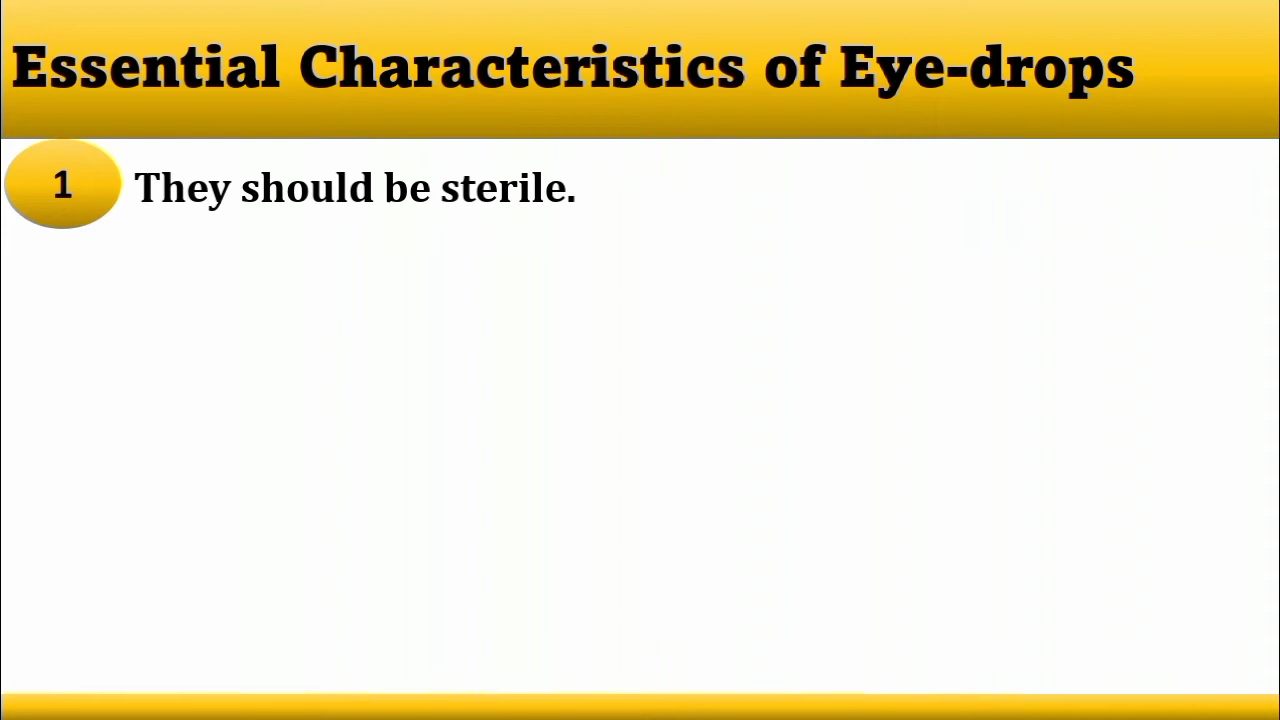 Essential Characteristics of Eye-drops
1 They should be sterile.